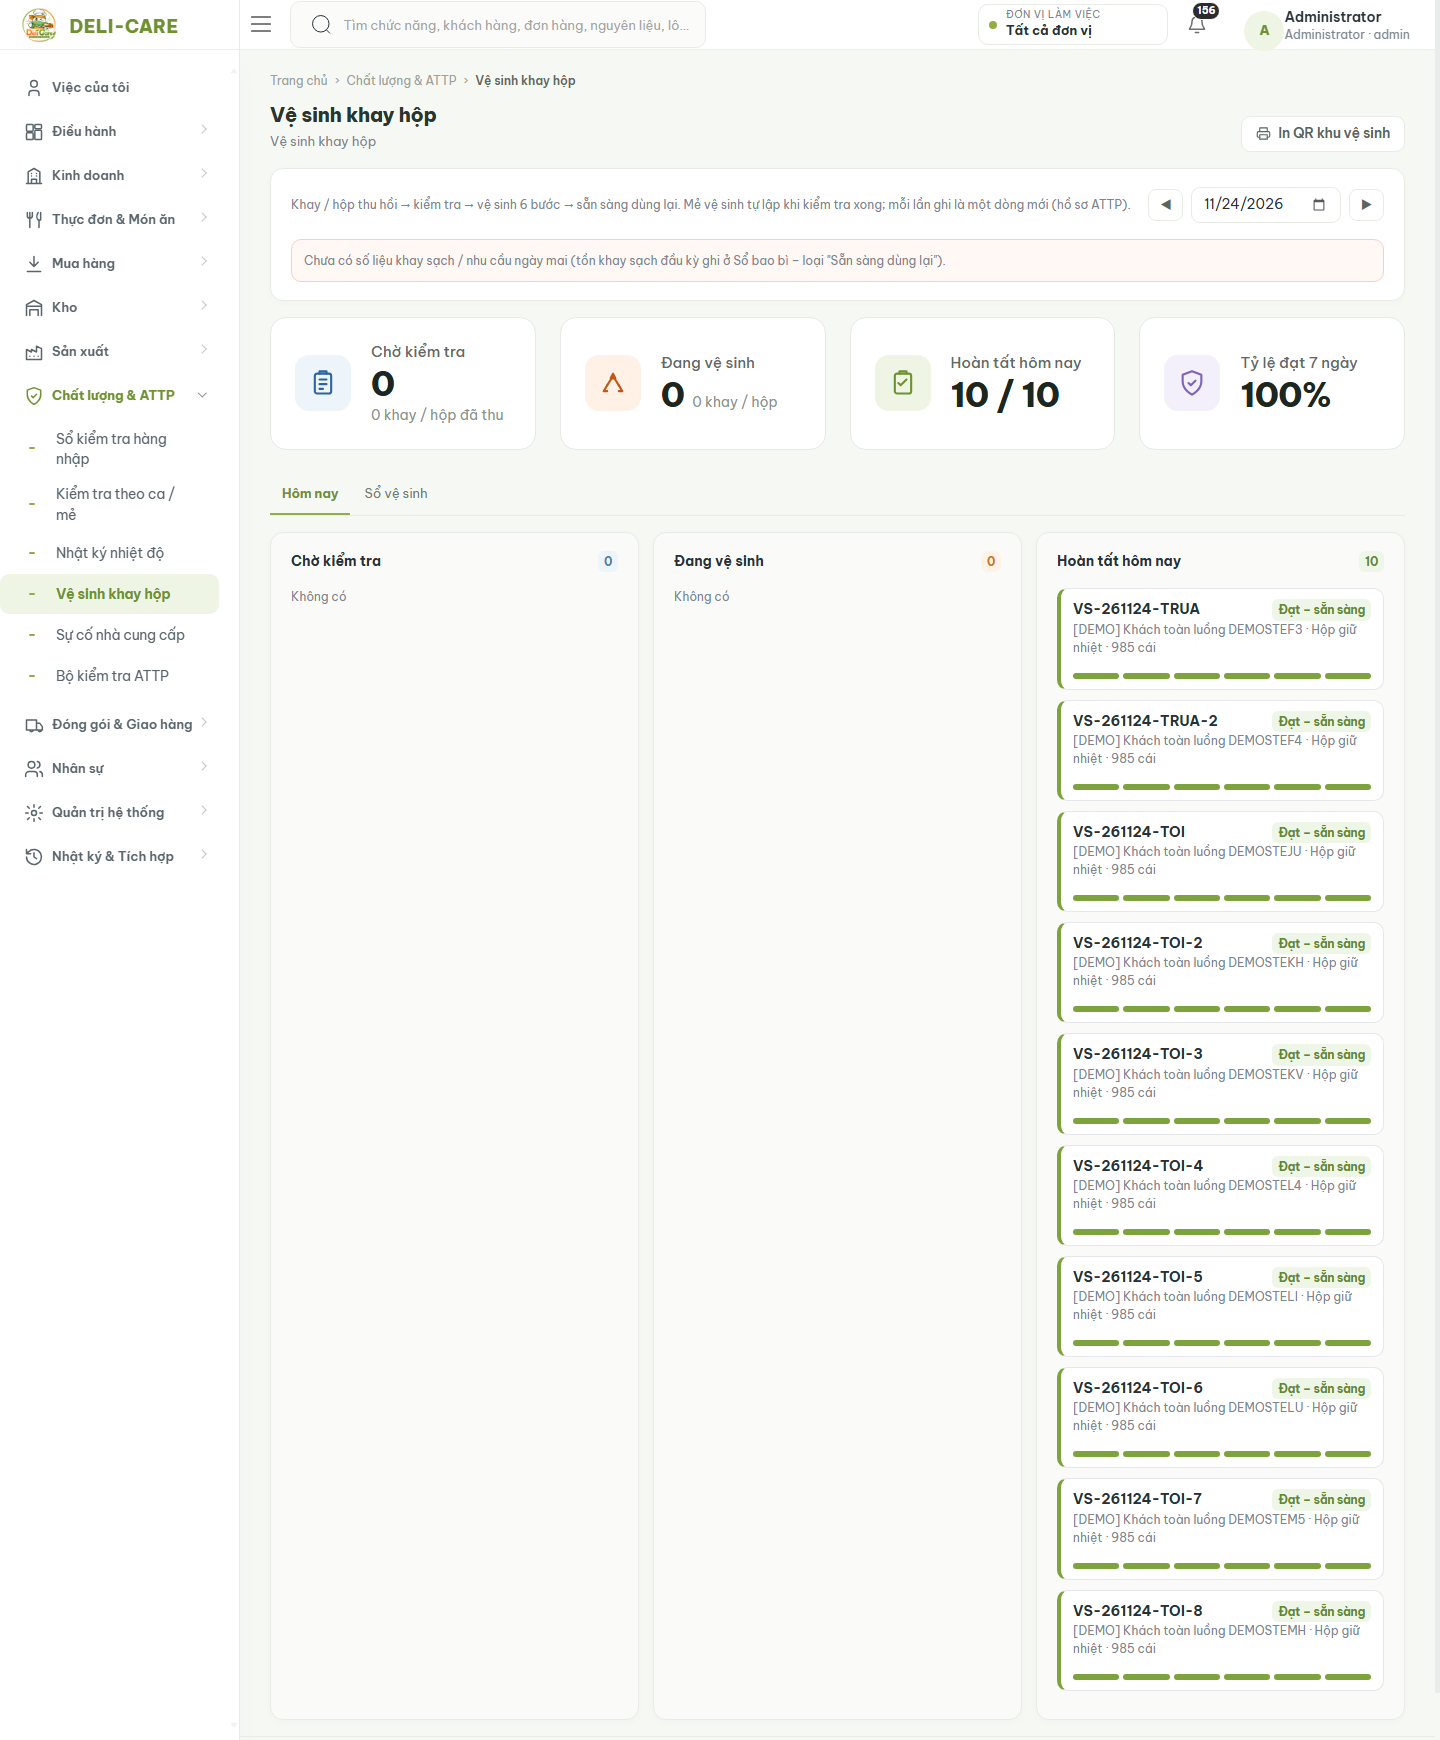 DELI-CARE
Tìm chức năng, khách hàng, đơn hàng, nguyên liệu, lô...
ĐƠN VỊ LÀM VIỆC
Tất cả đơn vị
156
A
Administrator
Administrator · admin
Việc của tôi
Điều hành
Kinh doanh
Thực đơn & Món ăn
Mua hàng
Kho
Sản xuất
Chất lượng & ATTP
Sổ kiểm tra hàng
nhập
Kiểm tra theo ca /
mẻ
Nhật ký nhiệt độ
Vệ sinh khay hộp
Sự cố nhà cung cấp
Bộ kiểm tra ATTP
Đóng gói & Giao hàng
Nhân sự
Quản trị hệ thống
Nhật ký & Tích hợp
Trang chủ › Chất lượng & ATTP › Vệ sinh khay hộp
Vệ sinh khay hộp
Vệ sinh khay hộp
In QR khu vệ sinh
Khay / hộp thu hồi → kiểm tra → vệ sinh 6 bước → sẵn sàng dùng lại. Mẻ vệ sinh tự lập khi kiểm tra xong; mỗi lần ghi là một dòng mới (hồ sơ ATTP).
◀ 11/24/2026 ▶
Chưa có số liệu khay sạch / nhu cầu ngày mai (tồn khay sạch đầu kỳ ghi ở Sổ bao bì – loại "Sẵn sàng dùng lại").
Chờ kiểm tra
0
0 khay / hộp đã thu
Đang vệ sinh
0 0 khay / hộp
Hoàn tất hôm nay
10 / 10
Tỷ lệ đạt 7 ngày
100%
Hôm nay
Sổ vệ sinh
Chờ kiểm tra 0
Không có
Đang vệ sinh 0
Không có
Hoàn tất hôm nay 10
VS-261124-TRUA Đạt – sẵn sàng
[DEMO] Khách toàn luồng DEMOSTEF3 · Hộp giữ
nhiệt · 985 cái
VS-261124-TRUA-2 Đạt – sẵn sàng
[DEMO] Khách toàn luồng DEMOSTEF4 · Hộp giữ
nhiệt · 985 cái
VS-261124-TOI Đạt – sẵn sàng
[DEMO] Khách toàn luồng DEMOSTEJU · Hộp giữ
nhiệt · 985 cái
VS-261124-TOI-2 Đạt – sẵn sàng
[DEMO] Khách toàn luồng DEMOSTEKH · Hộp giữ
nhiệt · 985 cái
VS-261124-TOI-3 Đạt – sẵn sàng
[DEMO] Khách toàn luồng DEMOSTEKV · Hộp giữ
nhiệt · 985 cái
VS-261124-TOI-4 Đạt – sẵn sàng
[DEMO] Khách toàn luồng DEMOSTEL4 · Hộp giữ
nhiệt · 985 cái
VS-261124-TOI-5 Đạt – sẵn sàng
[DEMO] Khách toàn luồng DEMOSTELI · Hộp giữ
nhiệt · 985 cái
VS-261124-TOI-6 Đạt – sẵn sàng
[DEMO] Khách toàn luồng DEMOSTELU · Hộp giữ
nhiệt · 985 cái
VS-261124-TOI-7 Đạt – sẵn sàng
[DEMO] Khách toàn luồng DEMOSTEM5 · Hộp giữ
nhiệt · 985 cái
VS-261124-TOI-8 Đạt – sẵn sàng
[DEMO] Khách toàn luồng DEMOSTEMH · Hộp giữ
nhiệt · 985 cái